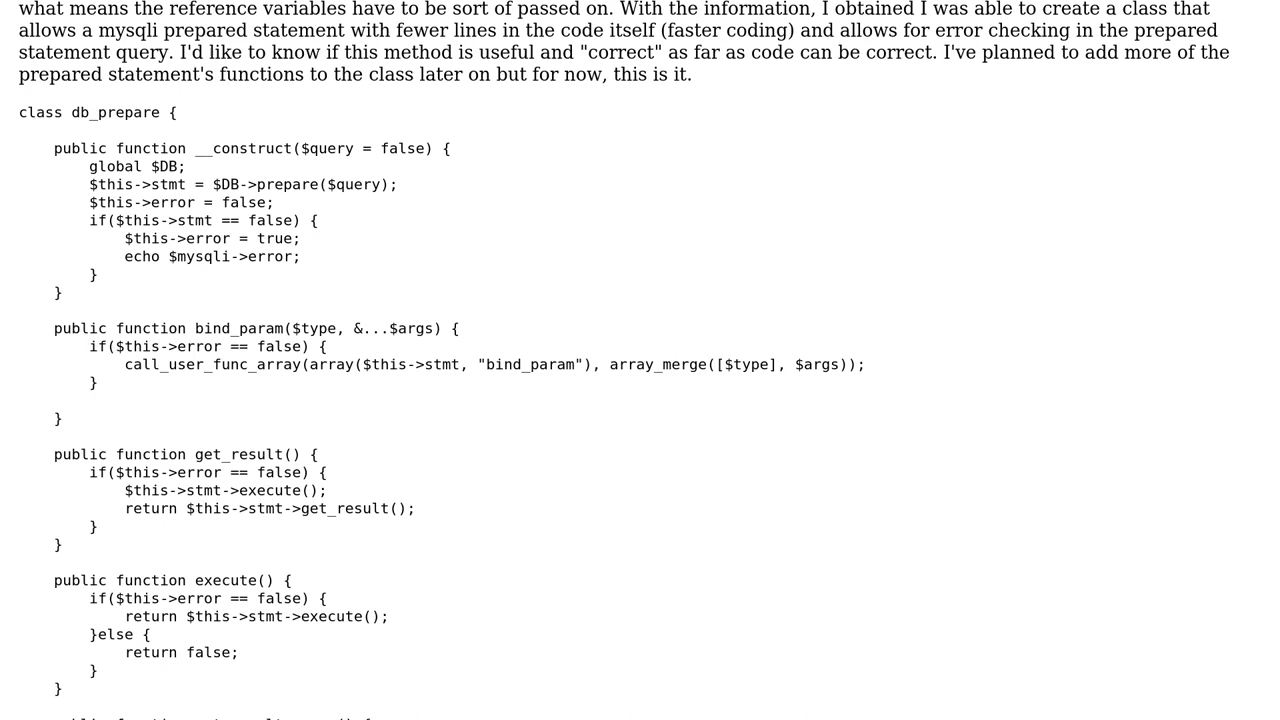 what means the reference variables have to be sort of passed on. With the information, I obtained I was able to create a class that
allows a mysqli prepared statement with fewer lines in the code itself (faster coding) and allows for error checking in the prepared
statement query. I'd like to know if this method is useful and "correct" as far as code can be correct. I've planned to add more of the
prepared statement's functions to the class later on but for now, this is it.
class db_prepare {
public function __construct($query = false) {
global $DB;
$this->stmt = $DB->prepare($query);
$this->error = false;
if($this->stmt == false) {
$this->error = true;
echo $mysqli->error;
}
}
public function bind_param($type, &...$args) {
if($this->error == false) {
call_user_func_array(array($this->stmt, "bind_param"), array_merge([$type], $args));
}
}
public function get_result() {
if($this->error == false) {
$this->stmt->execute();
return $this->stmt->get_result();
}
}
public function execute() {
if($this->error == false) {
return $this->stmt->execute();
}else {
return false;
}
}